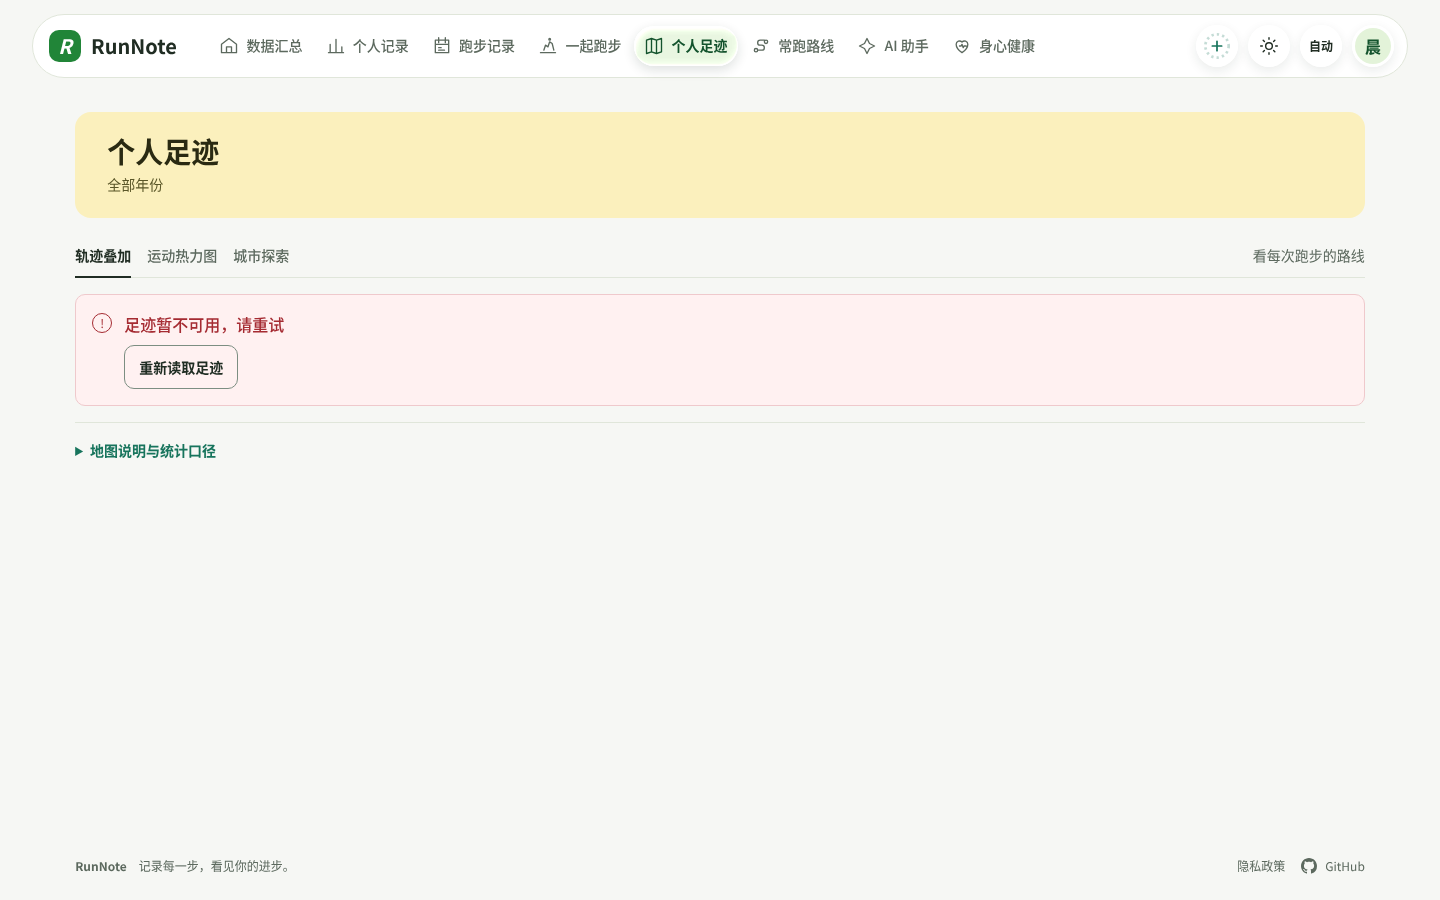 R RunNote 数据汇总 个人记录 跑步记录 一起跑步 个人足迹 常跑路线 AI 助手 身心健康 自动 晨
个人足迹
全部年份
轨迹叠加 运动热力图 城市探索 看每次跑步的路线
足迹暂不可用，请重试
重新读取足迹
地图说明与统计口径
RunNote 记录每一步，看见你的进步。 隐私政策 GitHub